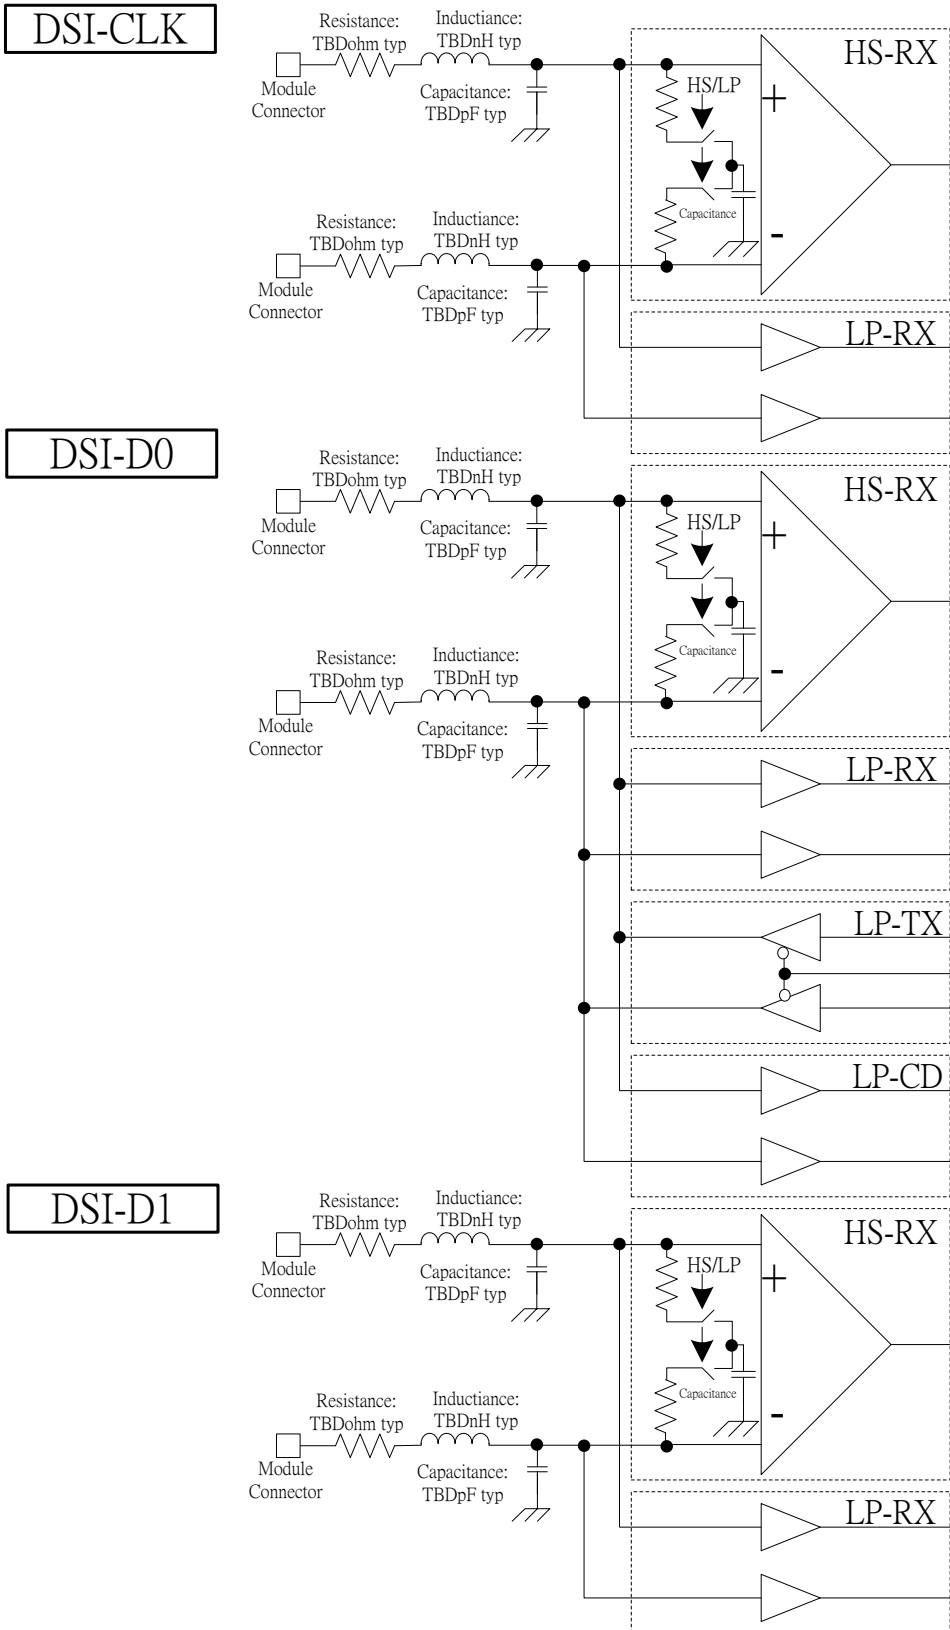 DSI-CLK
Resistance:
TBDohm typ
Inductiance:
TBDnH typ
HS-RX
Module
Connector
Capacitance:
TBDpF typ
HS/LP
+
Capacitance
-
Resistance:
TBDohm typ
Inductiance:
TBDnH typ
Module
Connector
Capacitance:
TBDpF typ
LP-RX
DSI-D0
Resistance:
TBDohm typ
Inductiance:
TBDnH typ
HS-RX
Module
Connector
Capacitance:
TBDpF typ
HS/LP
+
Capacitance
-
Resistance:
TBDohm typ
Inductiance:
TBDnH typ
Module
Connector
Capacitance:
TBDpF typ
LP-RX
LP-TX
LP-CD
DSI-D1
Resistance:
TBDohm typ
Inductiance:
TBDnH typ
HS-RX
Module
Connector
Capacitance:
TBDpF typ
HS/LP
+
Capacitance
-
Resistance:
TBDohm typ
Inductiance:
TBDnH typ
Module
Connector
Capacitance:
TBDpF typ
LP-RX